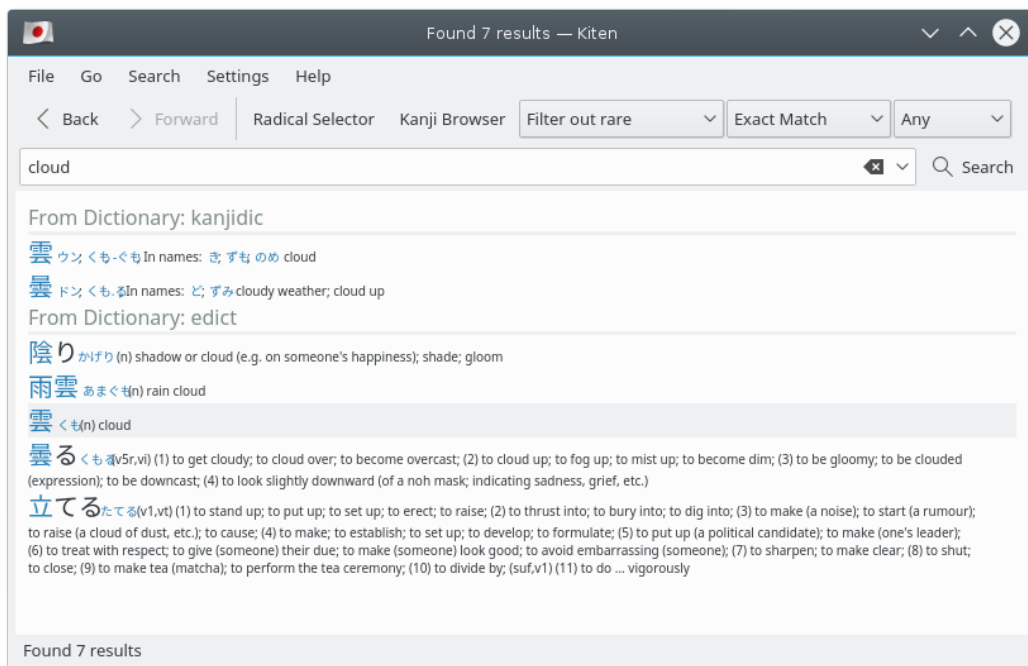 Found 7 results — Kiten
File Go Search Settings Help
Back Forward Radical Selector Kanji Browser Filter out rare Exact Match Any
cloud Search
From Dictionary: kanjidic
雲 ウン; くも; -ぐも; In names: き; ずも; のめ cloud
曇 ドン; くも.る In names: ど; ずみ cloudy weather; cloud up
From Dictionary: edict
陰り かげり (n) shadow or cloud (e.g. on someone's happiness); shade; gloom
雨雲 あまぐも (n) rain cloud
雲 くも (n) cloud
曇る くもる (v5r,vi) (1) to get cloudy; to cloud over; to become overcast; (2) to cloud up; to fog up; to mist up; to become dim; (3) to be gloomy; to be clouded
(expression); to be downcast; (4) to look slightly downward (of a noh mask; indicating sadness, grief, etc.)
立てる たてる (v1,vt) (1) to stand up; to put up; to set up; to erect; to raise; (2) to thrust into; to bury into; to dig into; (3) to make (a noise); to start (a rumour);
to raise (a cloud of dust, etc.); to cause; (4) to make; to establish; to set up; to develop; to formulate; (5) to put up (a political candidate); to make (one's leader);
(6) to treat with respect; to give (someone) their due; to make (someone) look good; to avoid embarrassing (someone); (7) to sharpen; to make clear; (8) to shut;
to close; (9) to make tea (matcha); to perform the tea ceremony; (10) to divide by; (suf,v1) (11) to do ... vigorously
Found 7 results